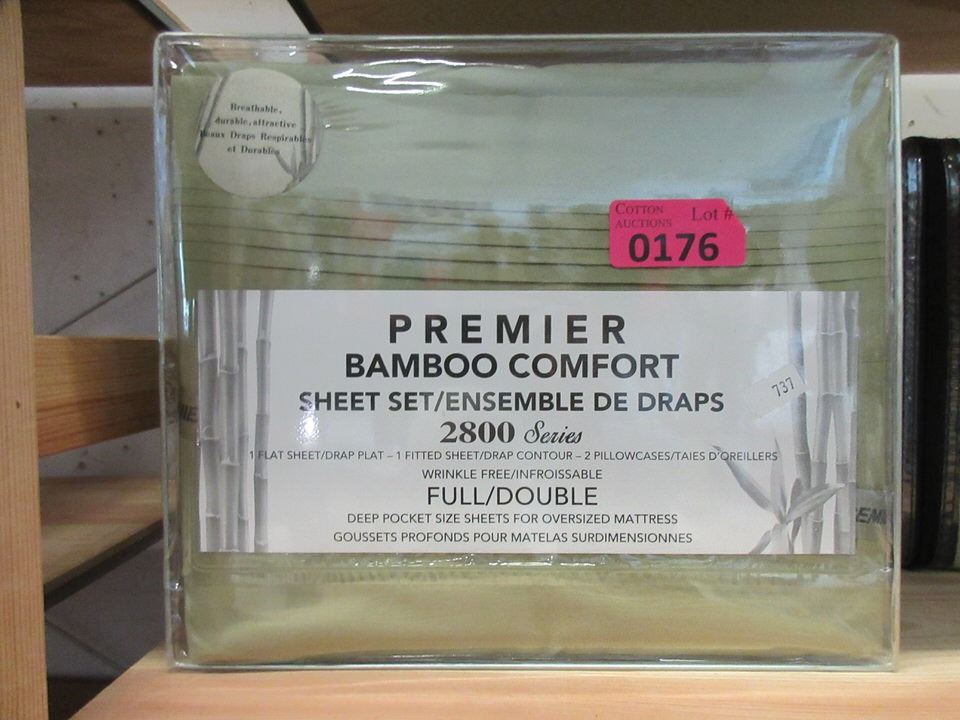 Breathable,
durable, attractive
Beaux Draps Respirables
et Durables
COTTON
AUCTIONS
Lot #
0176
PREMIER
BAMBOO COMFORT
SHEET SET/ENSEMBLE DE DRAPS
737
2800 Series
1 FLAT SHEET/DRAP PLAT – 1 FITTED SHEET/DRAP CONTOUR – 2 PILLOWCASES/TAIES D'OREILLERS
WRINKLE FREE/INFROISSABLE
FULL/DOUBLE
DEEP POCKET SIZE SHEETS FOR OVERSIZED MATTRESS
GOUSSETS PROFONDS POUR MATELAS SURDIMENSIONNES